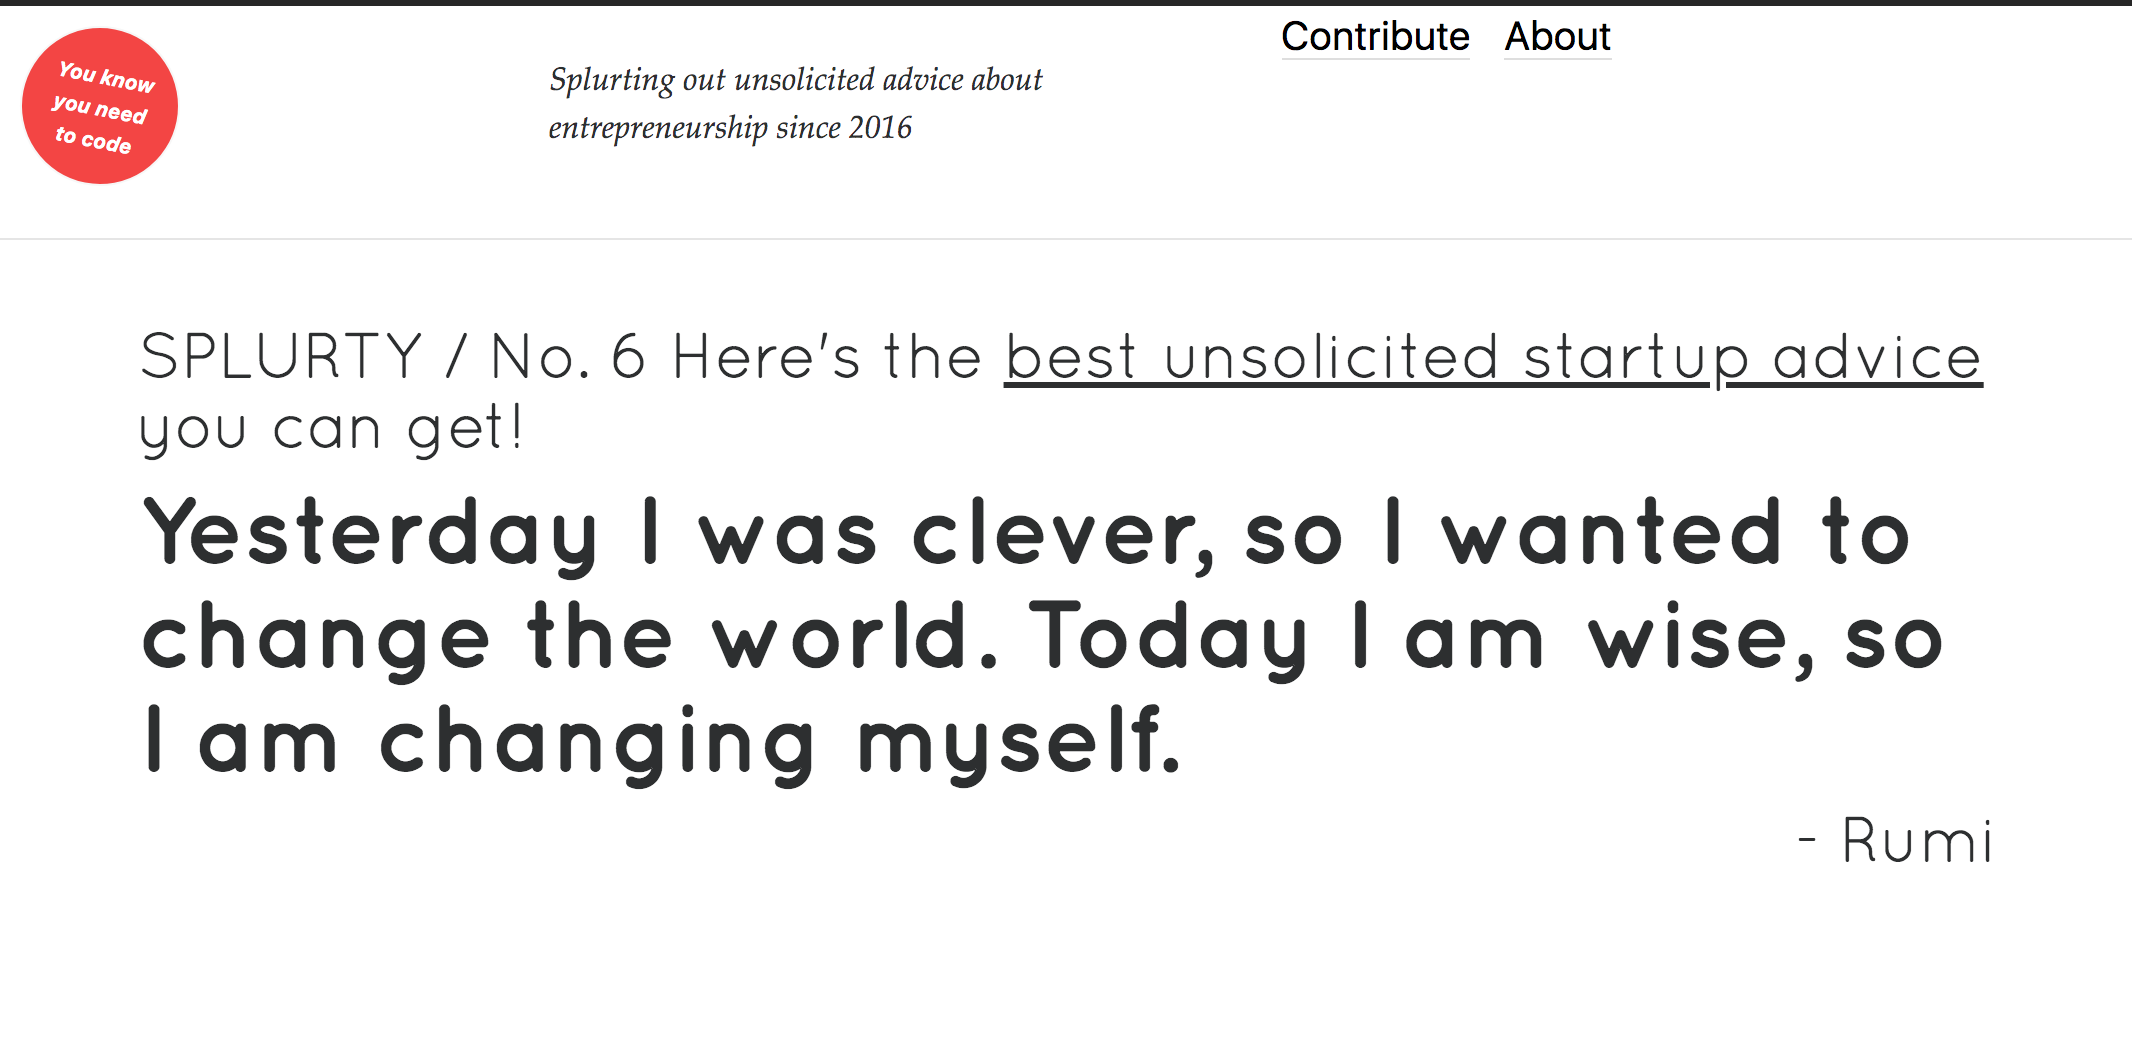 You know
you need
to code
Splurting out unsolicited advice about
entrepreneurship since 2016
Contribute About
SPLURTY / No. 6 Here's the best unsolicited startup advice
you can get!
Yesterday I was clever, so I wanted to
change the world. Today I am wise, so
I am changing myself.
- Rumi